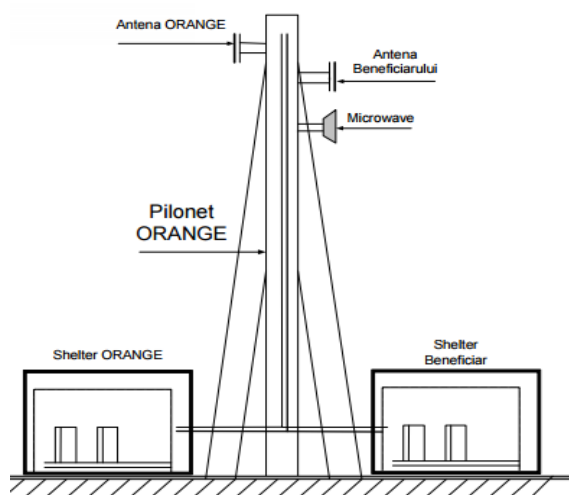 Antena ORANGE
Antena
Beneficiarului
Microwave
Pilonet
ORANGE
Shelter ORANGE
Shelter
Beneficiar